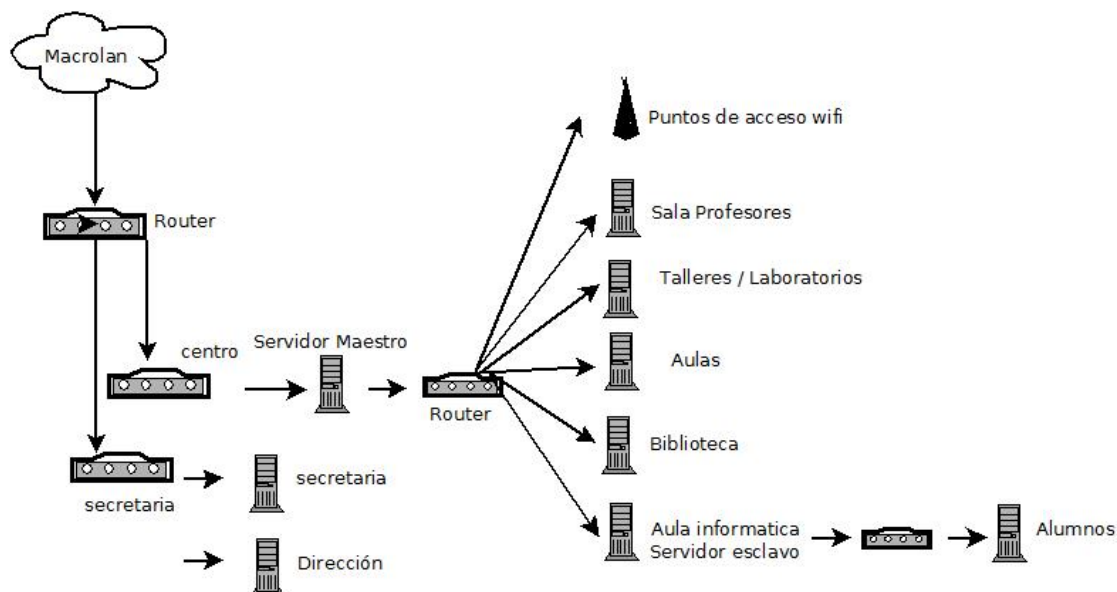 Macrolan
Puntos de acceso wifi
Router
Sala Profesores
Talleres / Laboratorios
centro
Servidor Maestro
Aulas
Router
Biblioteca
secretaria
secretaria
Aula informatica
Servidor esclavo
Alumnos
Dirección